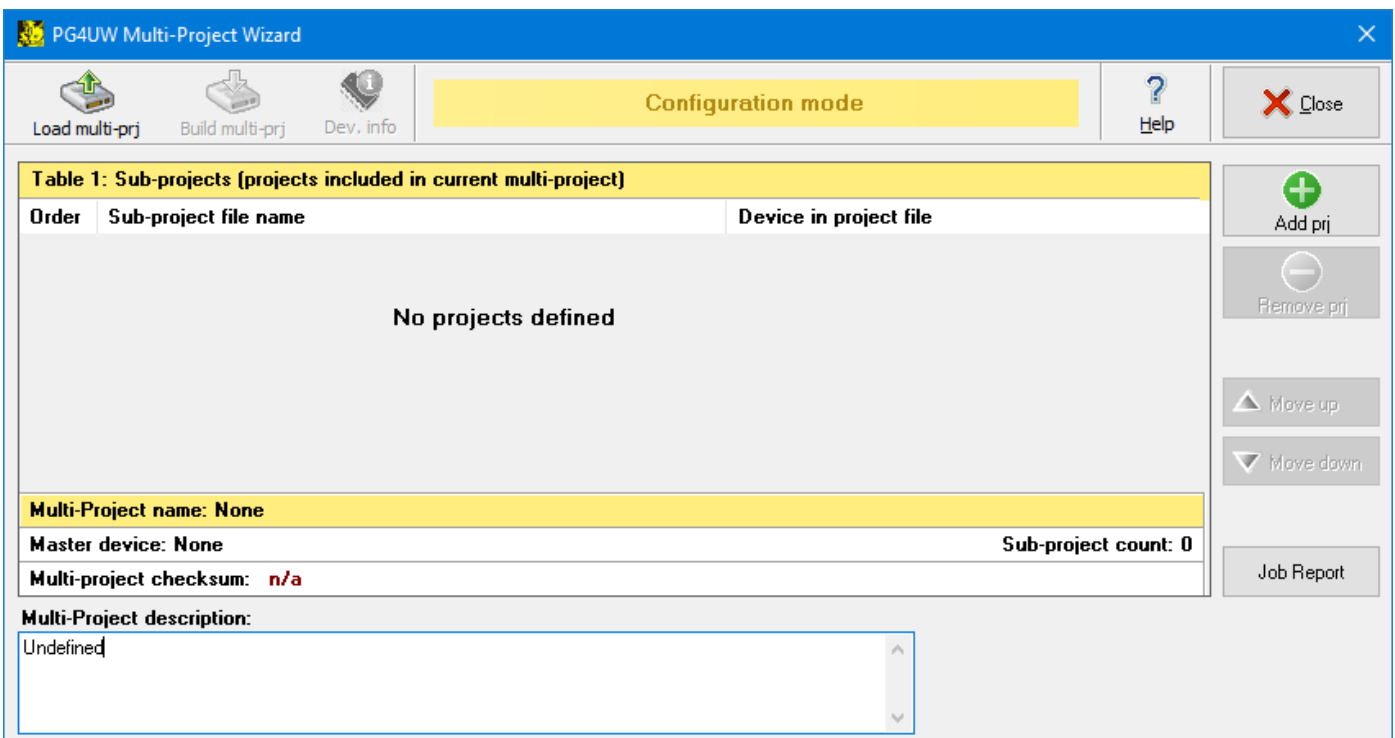 PG4UW Multi-Project Wizard
Load multi-prj
Build multi-prj
Dev. info
Configuration mode
Help
Close
Table 1: Sub-projects (projects included in current multi-project)
Order Sub-project file name Device in project file
No projects defined
Add prj
Remove prj
Move up
Move down
Multi-Project name: None
Master device: None Sub-project count: 0
Multi-project checksum: n/a
Job Report
Multi-Project description:
Undefined